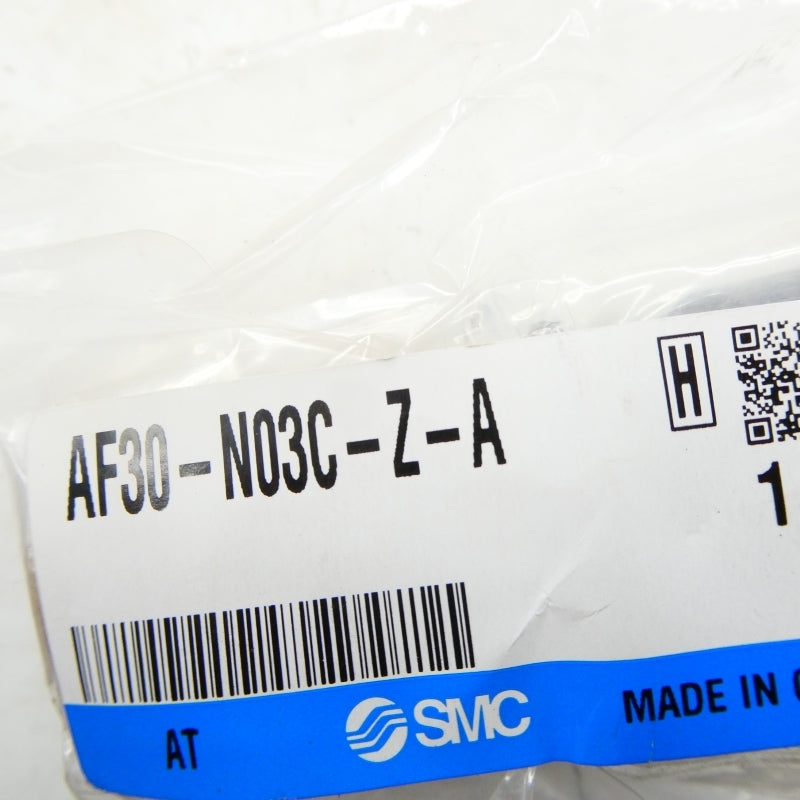 AF30-N03C-Z-A
H
1
AT
SMC
MADE IN